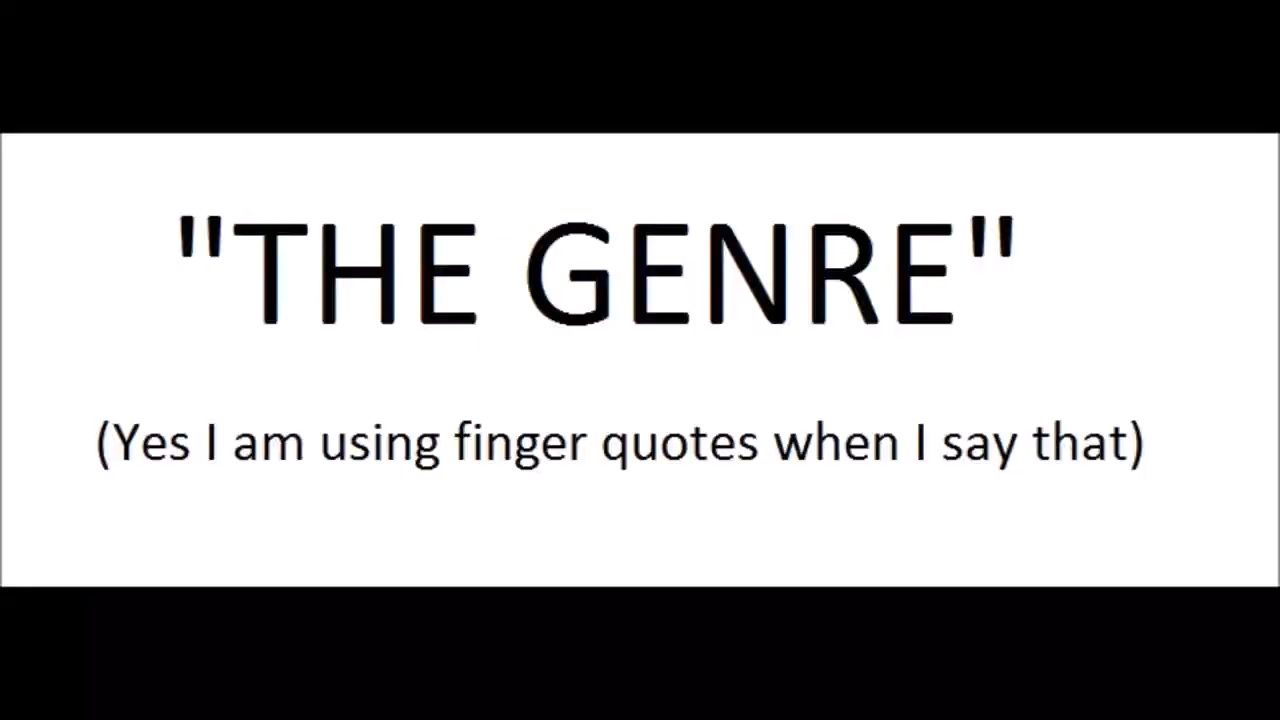 "THE GENRE"
(Yes I am using finger quotes when I say that)